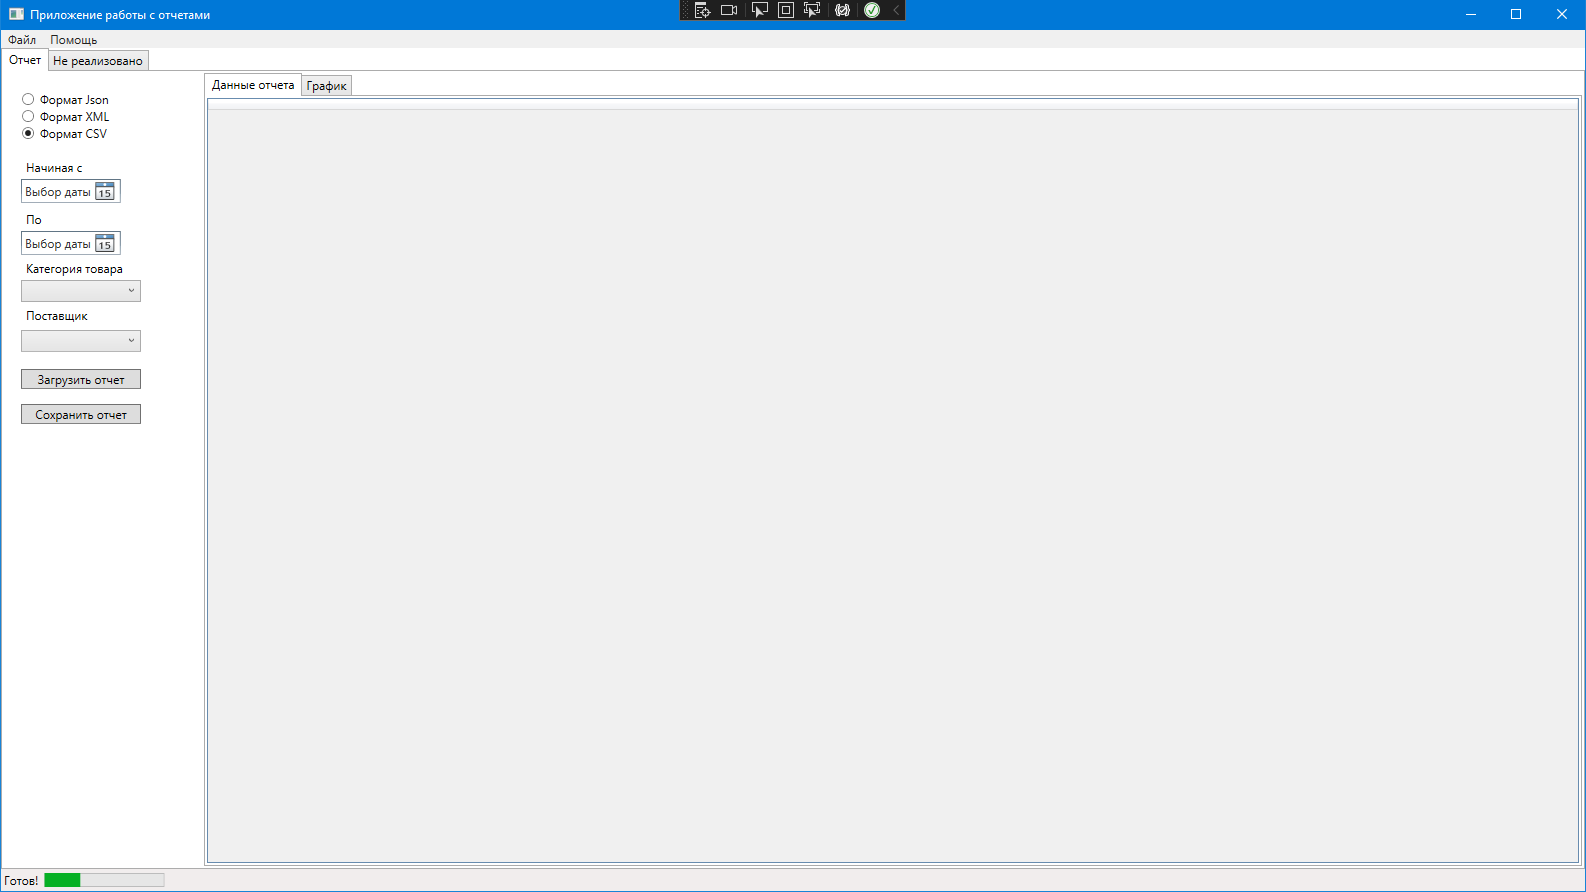 Приложение работы с отчетами
Файл Помощь
Отчет Не реализовано
Данные отчета График
Формат Json
Формат XML
Формат CSV
Начиная с
Выбор даты 15
По
Выбор даты 15
Категория товара
Поставщик
Загрузить отчет
Сохранить отчет
Готов!